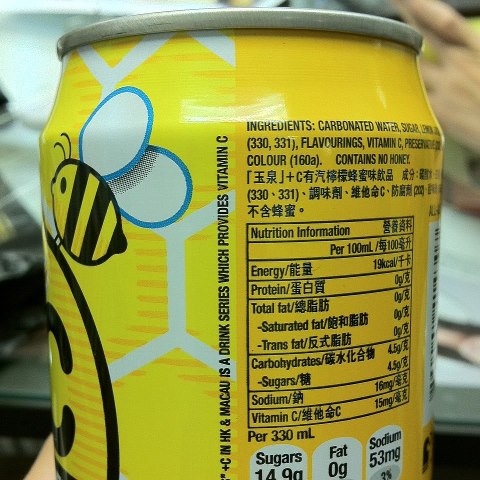 INGREDIENTS: CARBONATED WATER, SUGAR, LEMON
(330, 331), FLAVOURINGS, VITAMIN C,
COLOUR (160a). CONTAINS NO HONEY.
「玉泉」+C有汽檸檬蜂蜜味飲品 成分:
(330、331)、調味劑、維他命C、防腐劑
不含蜂蜜。
Nutrition Information 營養資料
Per 100mL/每100毫升
Energy/能量 19kcal/千卡
Protein/蛋白質 0g/克
Total fat/總脂肪 0g/克
-Saturated fat/飽和脂肪 0g/克
-Trans fat/反式脂肪 0g/克
Carbohydrates/碳水化合物 4.5g/克
-Sugars/糖 4.5g/克
Sodium/鈉 16mg/毫克
Vitamin C/維他命C 15mg/毫克
Per 330 mL
Sugars 14.9g
Fat 0g
Sodium 53mg
3%
+C IN HK & MACAU IS A DRINK SERIES WHICH PROVIDES VITAMIN C
C